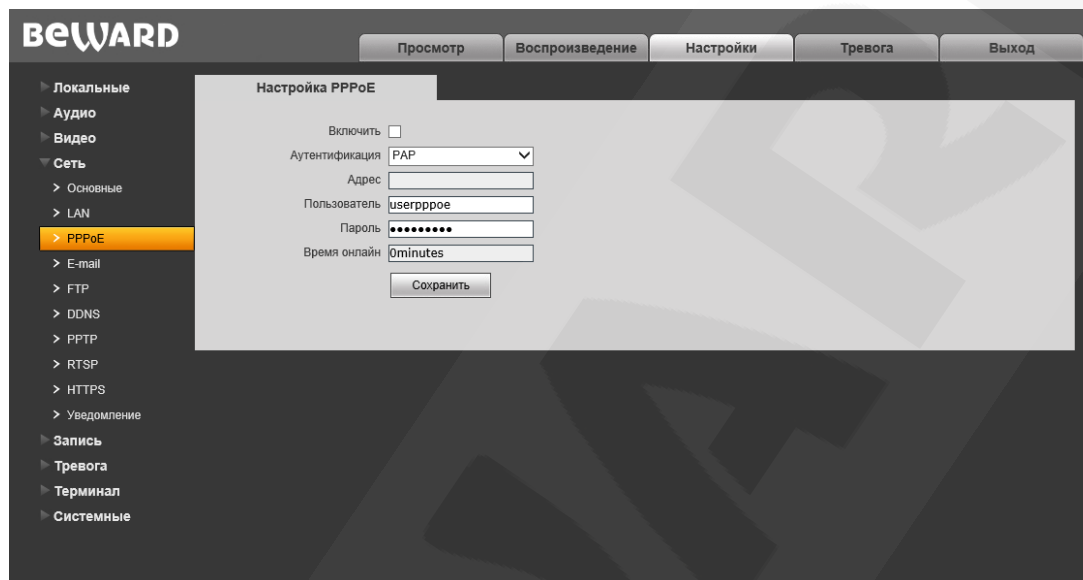 BEWARD
Просмотр Воспроизведение Настройки Тревога Выход
Локальные
Аудио
Видео
Сеть
Основные
LAN
PPPoE
E-mail
FTP
DDNS
PPTP
RTSP
HTTPS
Уведомление
Запись
Тревога
Терминал
Системные
Настройка PPPoE
Включить
Аутентификация PAP
Адрес
Пользователь userpppoe
Пароль •••••••••
Время онлайн 0minutes
Сохранить